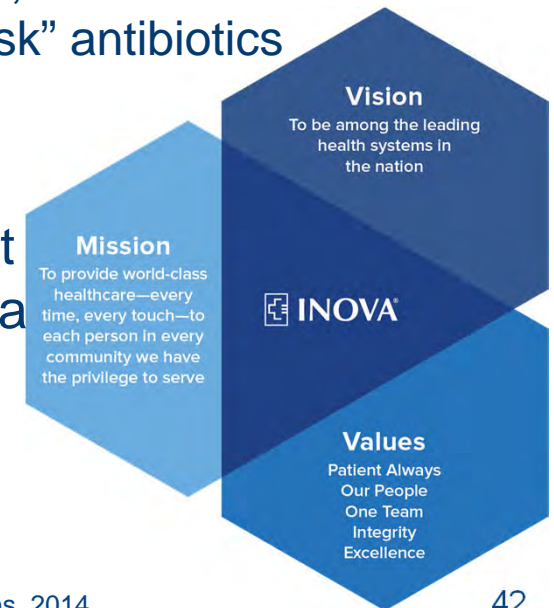 sk” antibiotics
Vision
To be among the leading
health systems in
the nation
t
a
Mission
To provide world-class
healthcare—every
time, every touch—to
each person in every
community we have
the privilege to serve
INOVA®
Values
Patient Always
Our People
One Team
Integrity
Excellence
es, 2014
42